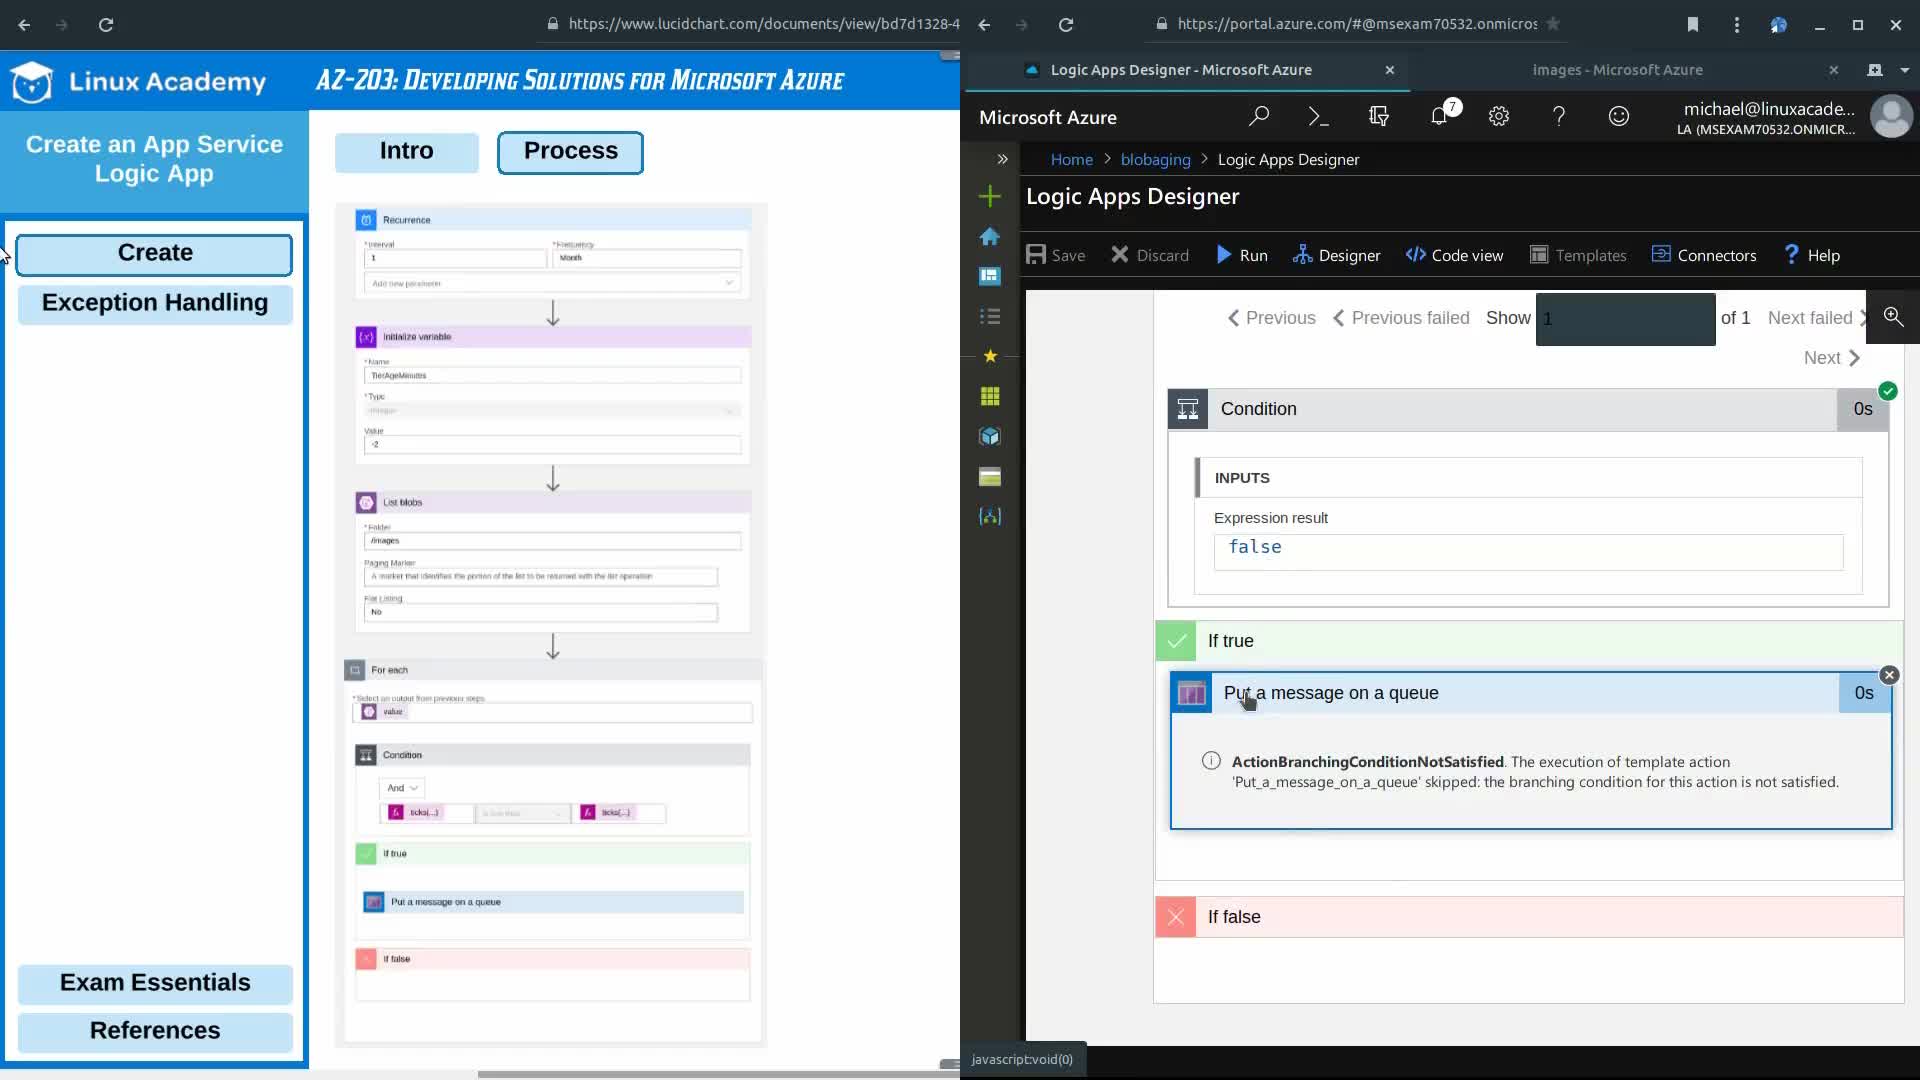 https://www.lucidchart.com/documents/view/bd7d1328-4
Linux Academy
AZ-203: Developing Solutions for Microsoft Azure
Create an App Service
Logic App
Create
Exception Handling
Exam Essentials
References
Intro
Process
Recurrence
* Interval
* Frequency
1
Month
Add new parameter
Initialize variable
* Name
TierAgeMinutes
* Type
Integer
Value
-2
List blobs
* Folder
/images
Paging Marker
A marker that identifies the portion of the list to be returned with the list operation
Flat Listing
No
For each
* Select an output from previous steps
value
Condition
And
ticks(...)
is less than
ticks(...)
If true
Put a message on a queue
If false
https://portal.azure.com/#@msexam70532.onmicros
Logic Apps Designer - Microsoft Azure
images - Microsoft Azure
Microsoft Azure
7
michael@linuxacade...
LA (MSEXAM70532.ONMICR...
Home > blobaging > Logic Apps Designer
Logic Apps Designer
Save
Discard
Run
Designer
Code view
Templates
Connectors
Help
Previous
Previous failed
Show
1
of 1
Next failed
Next
Condition
0s
INPUTS
Expression result
false
If true
Put a message on a queue
0s
ActionBranchingConditionNotSatisfied. The execution of template action
'Put_a_message_on_a_queue' skipped: the branching condition for this action is not satisfied.
If false
javascript:void(0)